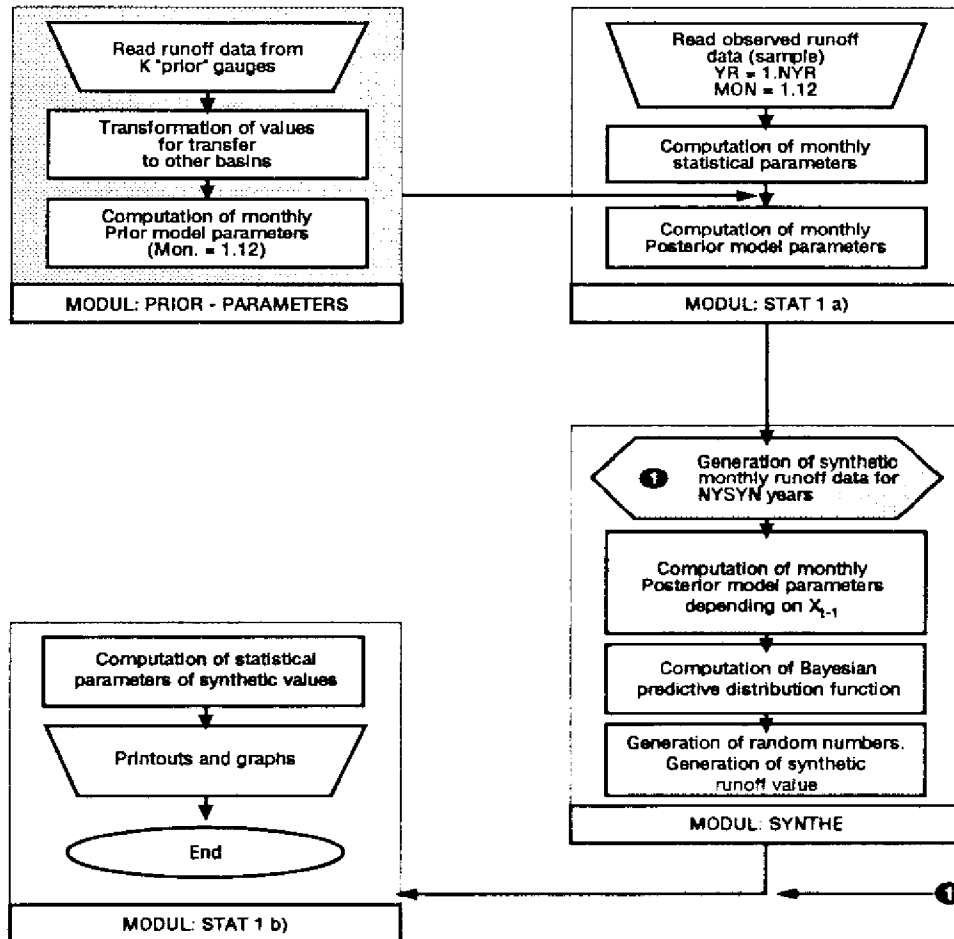 Read runoff data from
K "prior" gauges
Transformation of values
for transfer
to other basins
Computation of monthly
Prior model parameters
(Mon. = 1.12)
MODUL: PRIOR - PARAMETERS
Read observed runoff
data (sample)
YR = 1.NYR
MON = 1.12
Computation of monthly
statistical parameters
Computation of monthly
Posterior model parameters
MODUL: STAT 1 a)
1 Generation of synthetic
monthly runoff data for
NYSYN years
Computation of monthly
Posterior model parameters
depending on X_{t-1}
Computation of Bayesian
predictive distribution function
Generation of random numbers.
Generation of synthetic
runoff value
MODUL: SYNTHE
1
Computation of statistical
parameters of synthetic values
Printouts and graphs
End
MODUL: STAT 1 b)